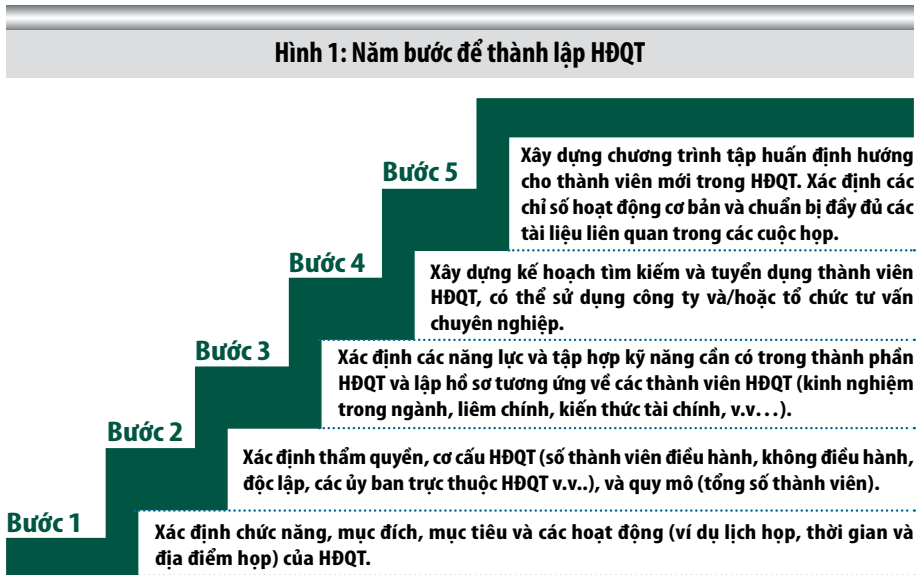 Hình 1: Năm bước để thành lập HĐQT
Bước 5
Xây dựng chương trình tập huấn định hướng
cho thành viên mới trong HĐQT. Xác định các
chỉ số hoạt động cơ bản và chuẩn bị đầy đủ các
tài liệu liên quan trong các cuộc họp.
Bước 4
Xây dựng kế hoạch tìm kiếm và tuyển dụng thành viên
HĐQT, có thể sử dụng công ty và/hoặc tổ chức tư vấn
chuyên nghiệp.
Bước 3
Xác định các năng lực và tập hợp kỹ năng cần có trong thành phần
HĐQT và lập hồ sơ tương ứng về các thành viên HĐQT (kinh nghiệm
trong ngành, liêm chính, kiến thức tài chính, v.v...).
Bước 2
Xác định thẩm quyền, cơ cấu HĐQT (số thành viên điều hành, không điều hành,
độc lập, các ủy ban trực thuộc HĐQT v.v..), và quy mô (tổng số thành viên).
Bước 1
Xác định chức năng, mục đích, mục tiêu và các hoạt động (ví dụ lịch họp, thời gian và
địa điểm họp) của HĐQT.